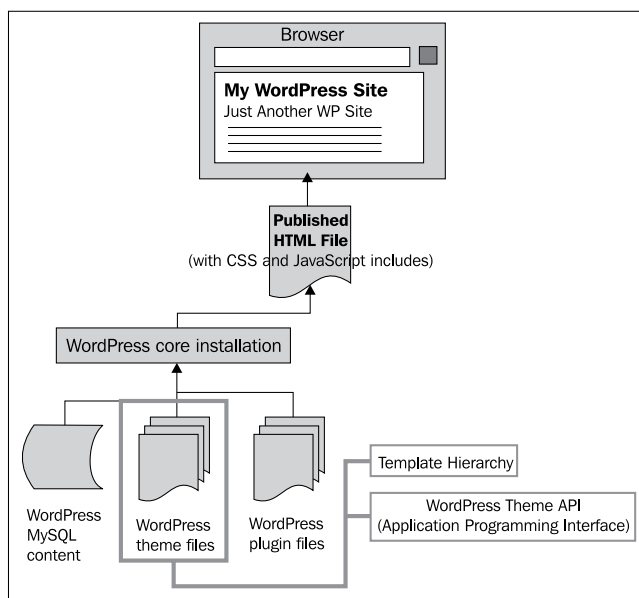 Browser
My WordPress Site
Just Another WP Site
Published
HTML File
(with CSS and JavaScript includes)
WordPress core installation
WordPress
MySQL
content
WordPress
theme files
WordPress
plugin files
Template Hierarchy
WordPress Theme API
(Application Programming Interface)